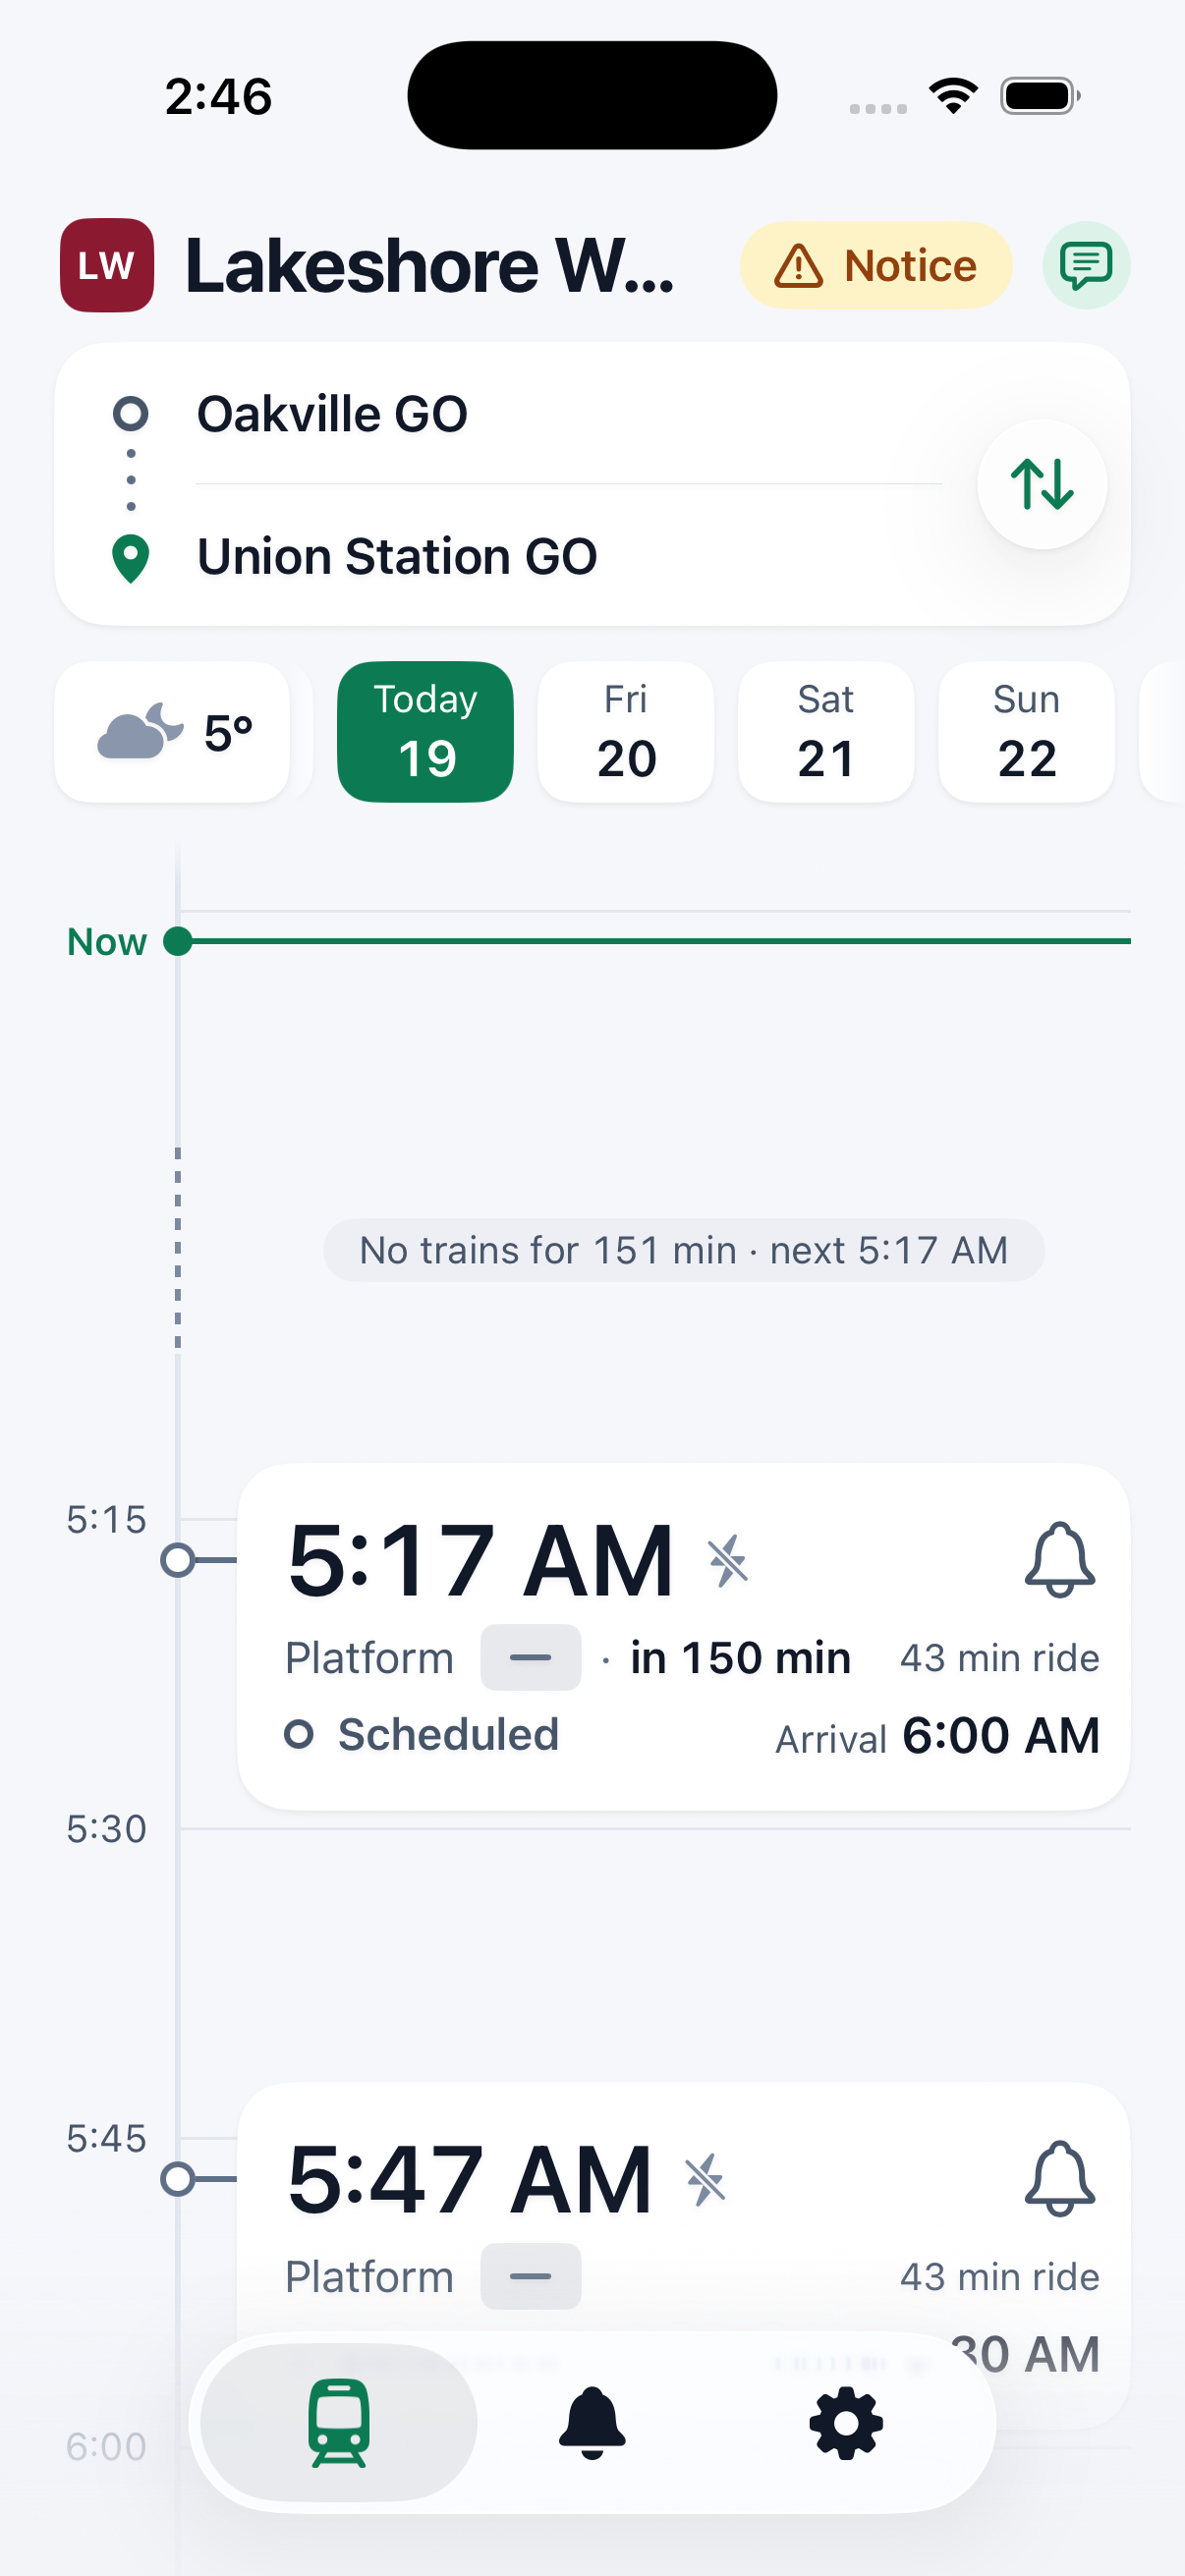 2:46
LW Lakeshore W... Notice
Oakville GO
Union Station GO
5° Today 19 Fri 20 Sat 21 Sun 22
Now
No trains for 151 min · next 5:17 AM
5:15
5:17 AM
Platform — · in 150 min 43 min ride
Scheduled Arrival 6:00 AM
5:30
5:45
5:47 AM
Platform — 43 min ride
30 AM
6:00